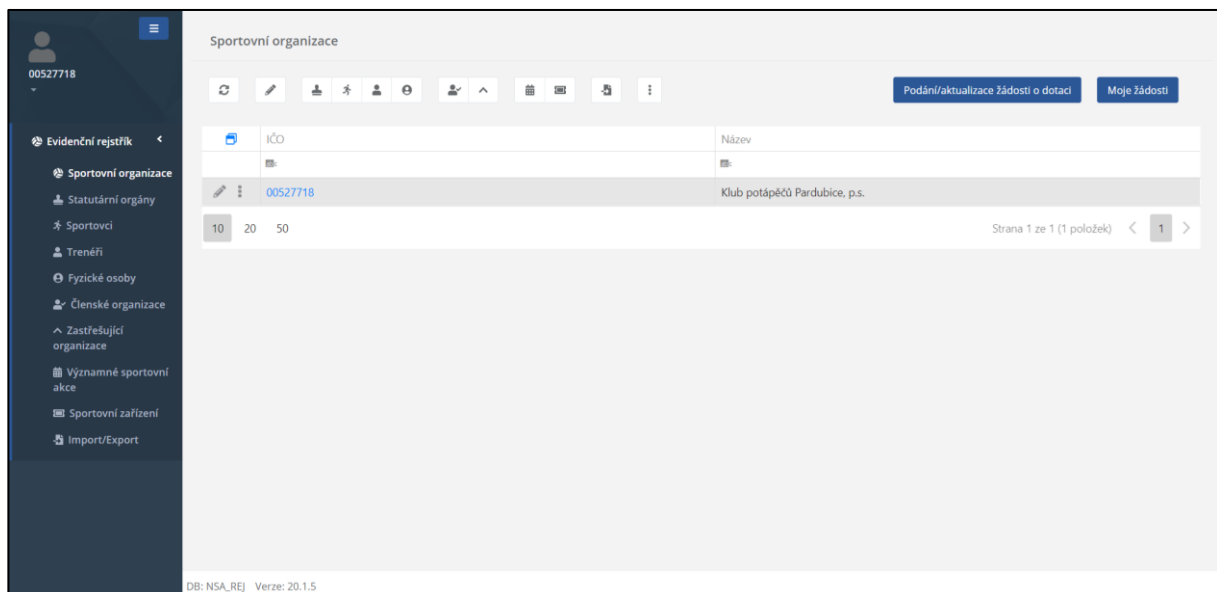 Sportovní organizace
00527718
Podání/aktualizace žádosti o dotaci
Moje žádosti
Evidenční rejstřík
Sportovní organizace
Statutární orgány
Sportovci
Trenéři
Fyzické osoby
Členské organizace
Zastřešující
organizace
Významné sportovní
akce
Sportovní zařízení
Import/Export
IČO Název
00527718 Klub potápěčů Pardubice, p.s.
10 20 50 Strana 1 ze 1 (1 položek) 1
DB: NSA_REJ Verze: 20.1.5